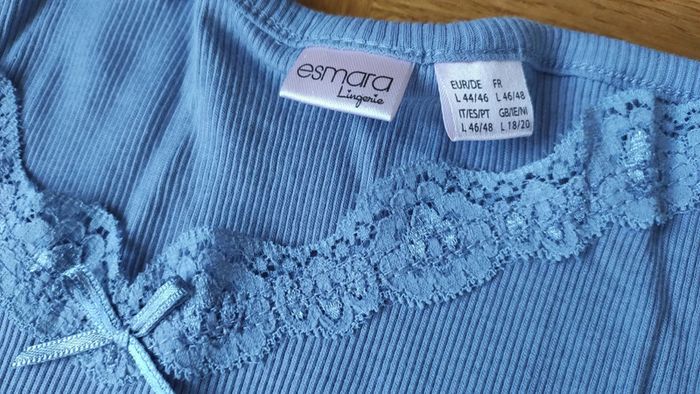 esmara
Lingerie
EUR/DE FR
L 44/46 L 46/48
IT/ES/PT GB/IE/NI
L 46/48 L 18/20